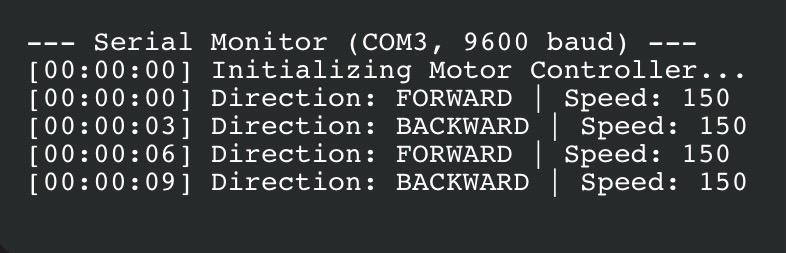 --- Serial Monitor (COM3, 9600 baud) ---
[00:00:00] Initializing Motor Controller...
[00:00:00] Direction: FORWARD | Speed: 150
[00:00:03] Direction: BACKWARD | Speed: 150
[00:00:06] Direction: FORWARD | Speed: 150
[00:00:09] Direction: BACKWARD | Speed: 150